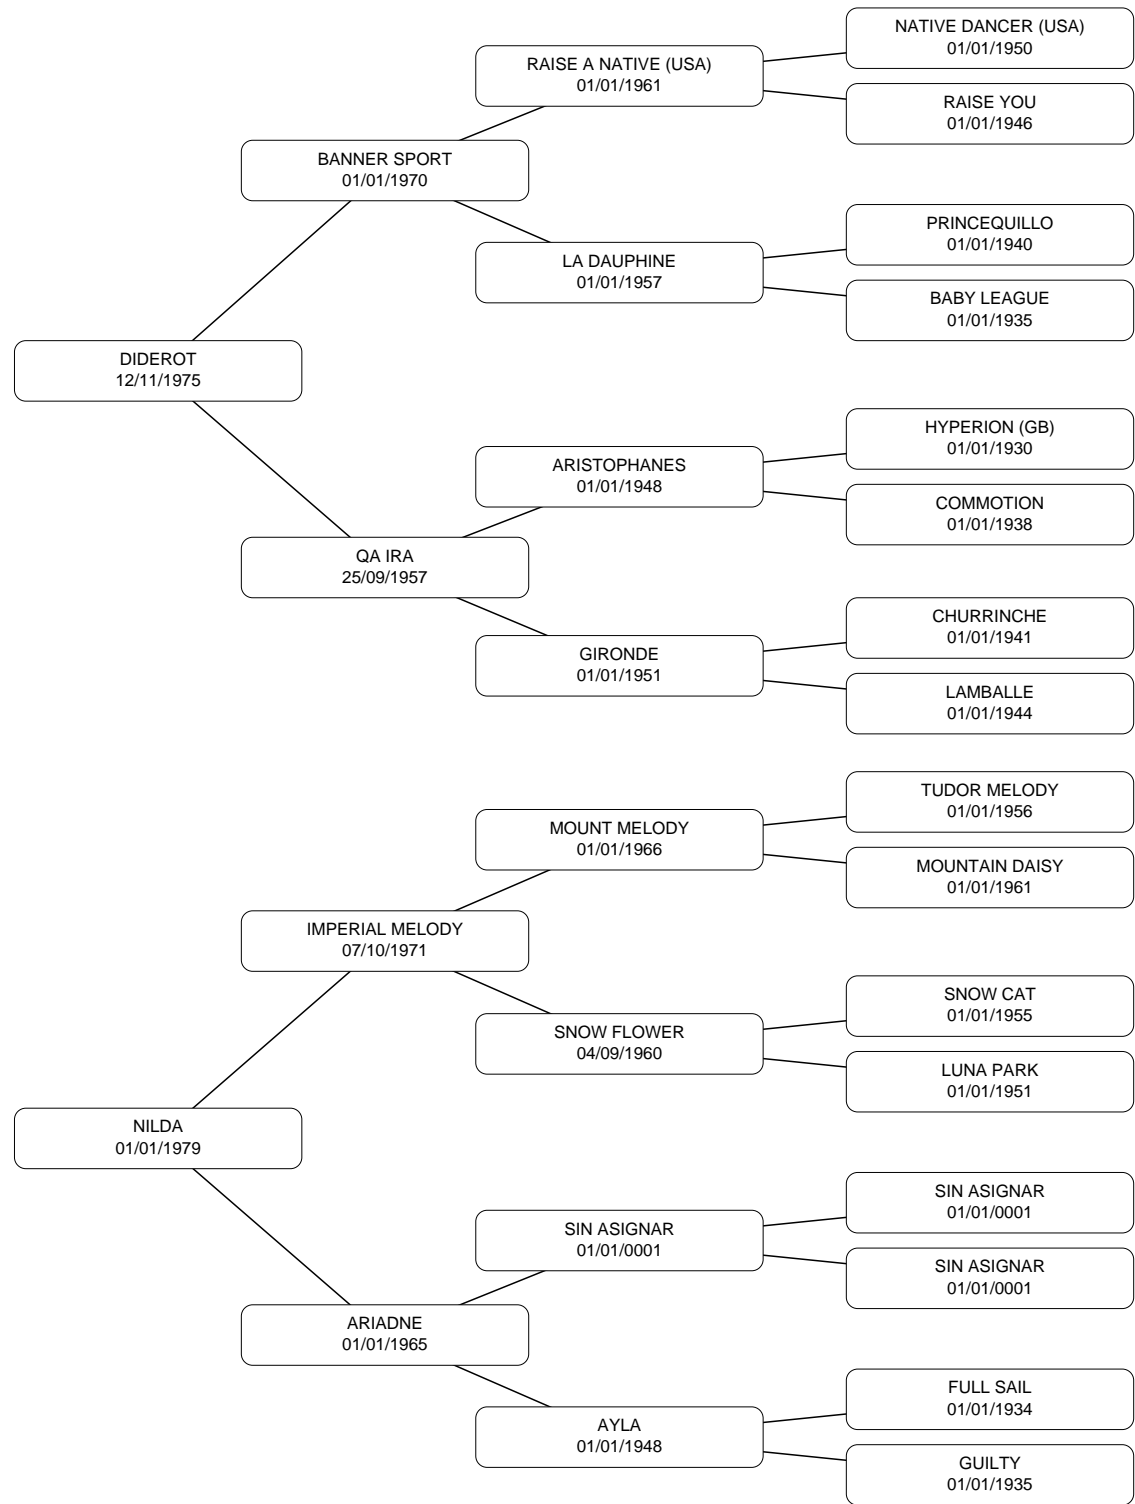 NATIVE DANCER (USA)
01/01/1950
RAISE A NATIVE (USA)
01/01/1961
RAISE YOU
01/01/1946
BANNER SPORT
01/01/1970
PRINCEQUILLO
01/01/1940
LA DAUPHINE
01/01/1957
BABY LEAGUE
01/01/1935
DIDEROT
12/11/1975
HYPERION (GB)
01/01/1930
ARISTOPHANES
01/01/1948
COMMOTION
01/01/1938
QA IRA
25/09/1957
CHURRINCHE
01/01/1941
GIRONDE
01/01/1951
LAMBALLE
01/01/1944
TUDOR MELODY
01/01/1956
MOUNT MELODY
01/01/1966
MOUNTAIN DAISY
01/01/1961
IMPERIAL MELODY
07/10/1971
SNOW CAT
01/01/1955
SNOW FLOWER
04/09/1960
LUNA PARK
01/01/1951
NILDA
01/01/1979
SIN ASIGNAR
01/01/0001
SIN ASIGNAR
01/01/0001
SIN ASIGNAR
01/01/0001
ARIADNE
01/01/1965
FULL SAIL
01/01/1934
AYLA
01/01/1948
GUILTY
01/01/1935